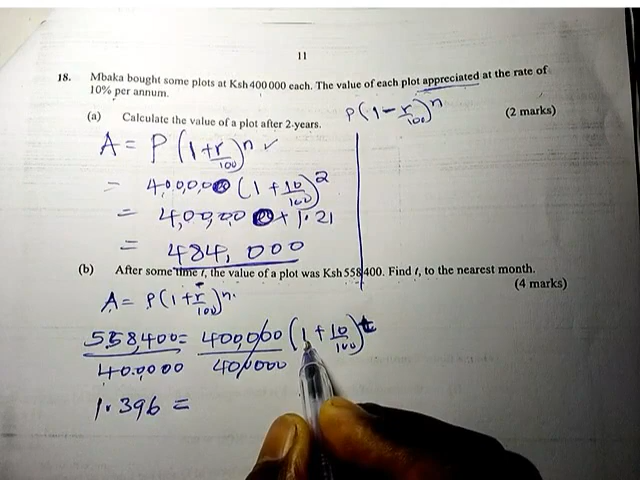 11
18. Mbaka bought some plots at Ksh 400 000 each. The value of each plot appreciated at the rate of
10% per annum.
P(1-r/100)^n
(a) Calculate the value of a plot after 2 years. (2 marks)
A = P(1+r/100)^n ✓
= 400,000(1+10/100)^2
= 400,000 × 1.21
= 484,000
(b) After some time t, the value of a plot was Ksh 558 400. Find t, to the nearest month.
(4 marks)
A = P(1+r/100)^n.
558,400/400000 = 400,000/400000 (1+10/100)^t
1.396 =